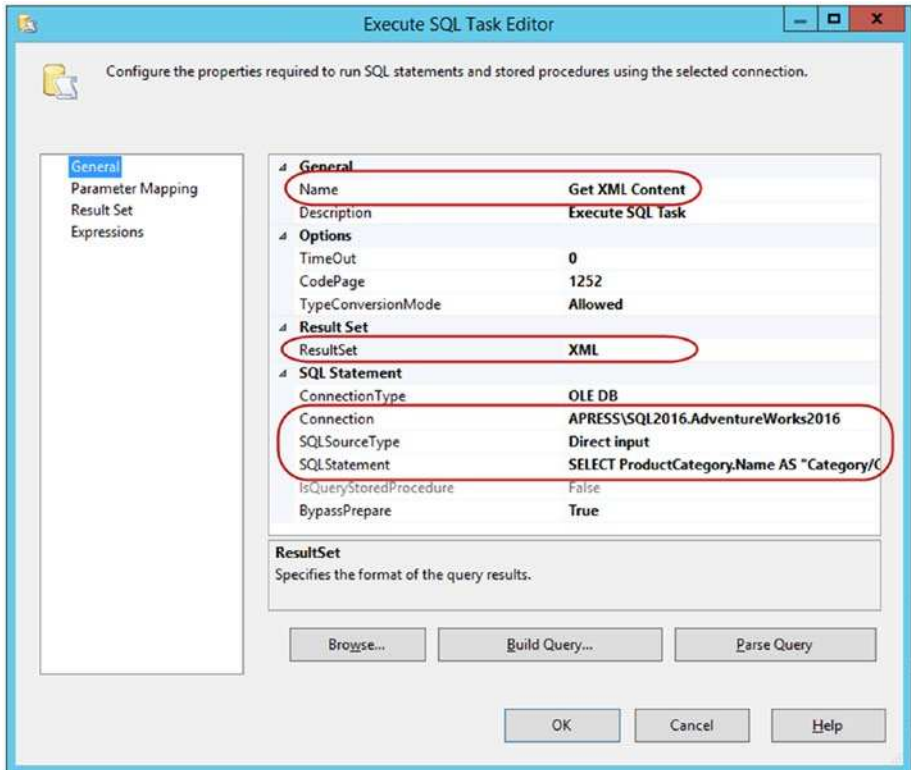 Execute SQL Task Editor
Configure the properties required to run SQL statements and stored procedures using the selected connection.
General
Parameter Mapping
Result Set
Expressions
General
Name Get XML Content
Description Execute SQL Task
Options
TimeOut 0
CodePage 1252
TypeConversionMode Allowed
Result Set
ResultSet XML
SQL Statement
ConnectionType OLE DB
Connection APRESS\SQL2016.AdventureWorks2016
SQLSourceType Direct input
SQLStatement SELECT ProductCategory.Name AS "Category/C
IsQueryStoredProcedure False
BypassPrepare True
ResultSet
Specifies the format of the query results.
Browse... Build Query... Parse Query
OK Cancel Help